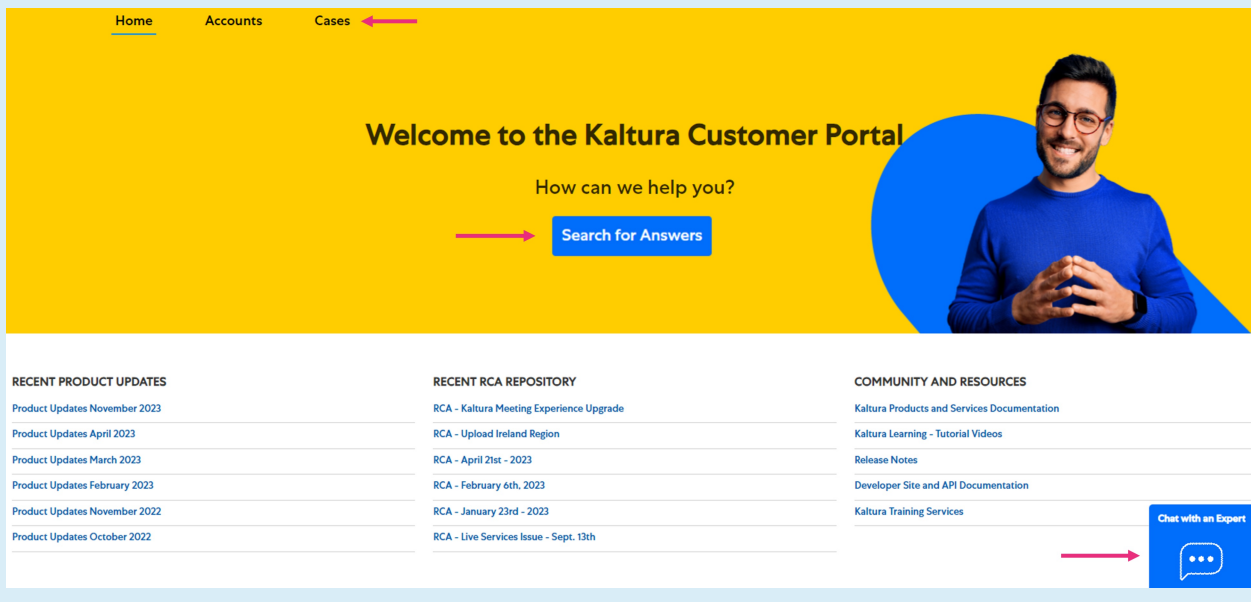 Home
Accounts
Cases
Welcome to the Kaltura Customer Portal
How can we help you?
Search for Answers
RECENT PRODUCT UPDATES
Product Updates November 2023
Product Updates April 2023
Product Updates March 2023
Product Updates February 2023
Product Updates November 2022
Product Updates October 2022
RECENT RCA REPOSITORY
RCA - Kaltura Meeting Experience Upgrade
RCA - Upload Ireland Region
RCA - April 21st - 2023
RCA - February 6th, 2023
RCA - January 23rd - 2023
RCA - Live Services Issue - Sept. 13th
COMMUNITY AND RESOURCES
Kaltura Products and Services Documentation
Kaltura Learning - Tutorial Videos
Release Notes
Developer Site and API Documentation
Kaltura Training Services
Chat with an Expert